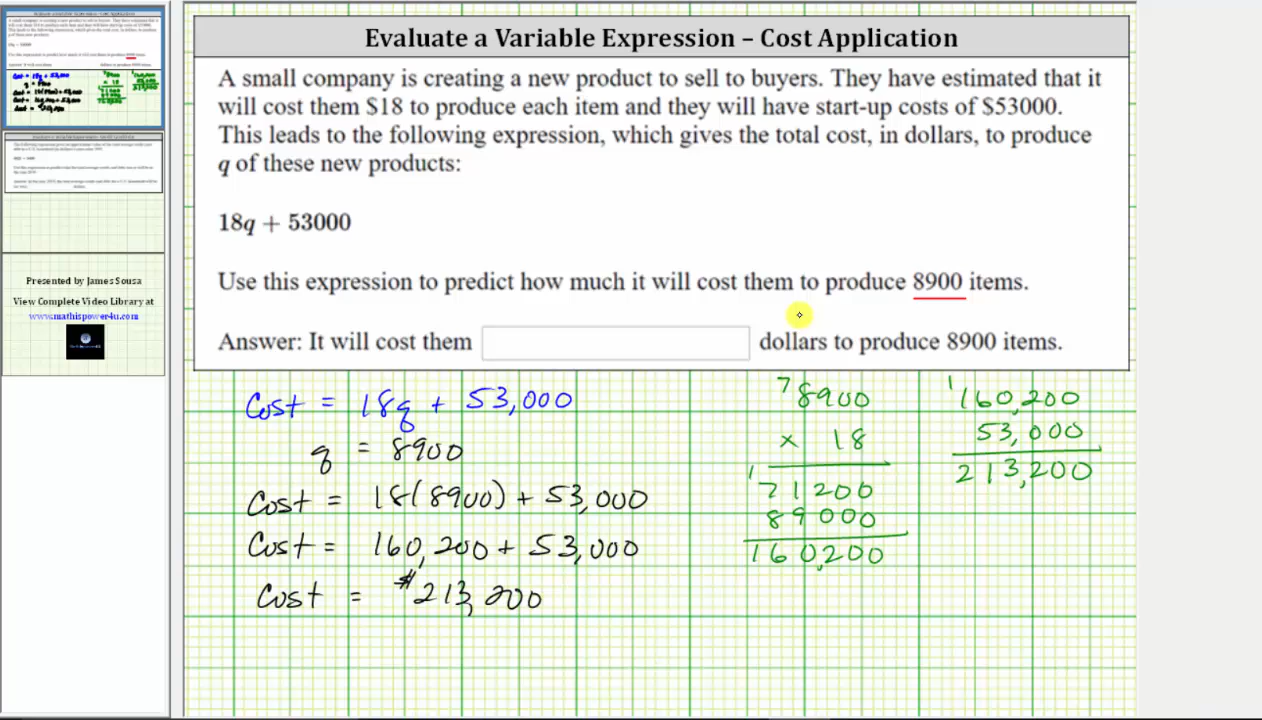 Evaluate a Variable Expression – Cost Application
A small company is creating a new product to sell to buyers. They have estimated that it
will cost them $18 to produce each item and they will have start-up costs of $53000.
This leads to the following expression, which gives the total cost, in dollars, to produce
q of these new products:
18q + 53000
Use this expression to predict how much it will cost them to produce 8900 items.
Answer: It will cost them dollars to produce 8900 items.
Cost = 18q + 53,000
q = 8900
Cost = 18(8900) + 53,000
Cost = 160,200 + 53,000
Cost = $213,200
7 8900
x 18
1
71200
89000
160,200
1
160,200
53,000
213,200
Presented by James Sousa
View Complete Video Library at
www.mathispower4u.com